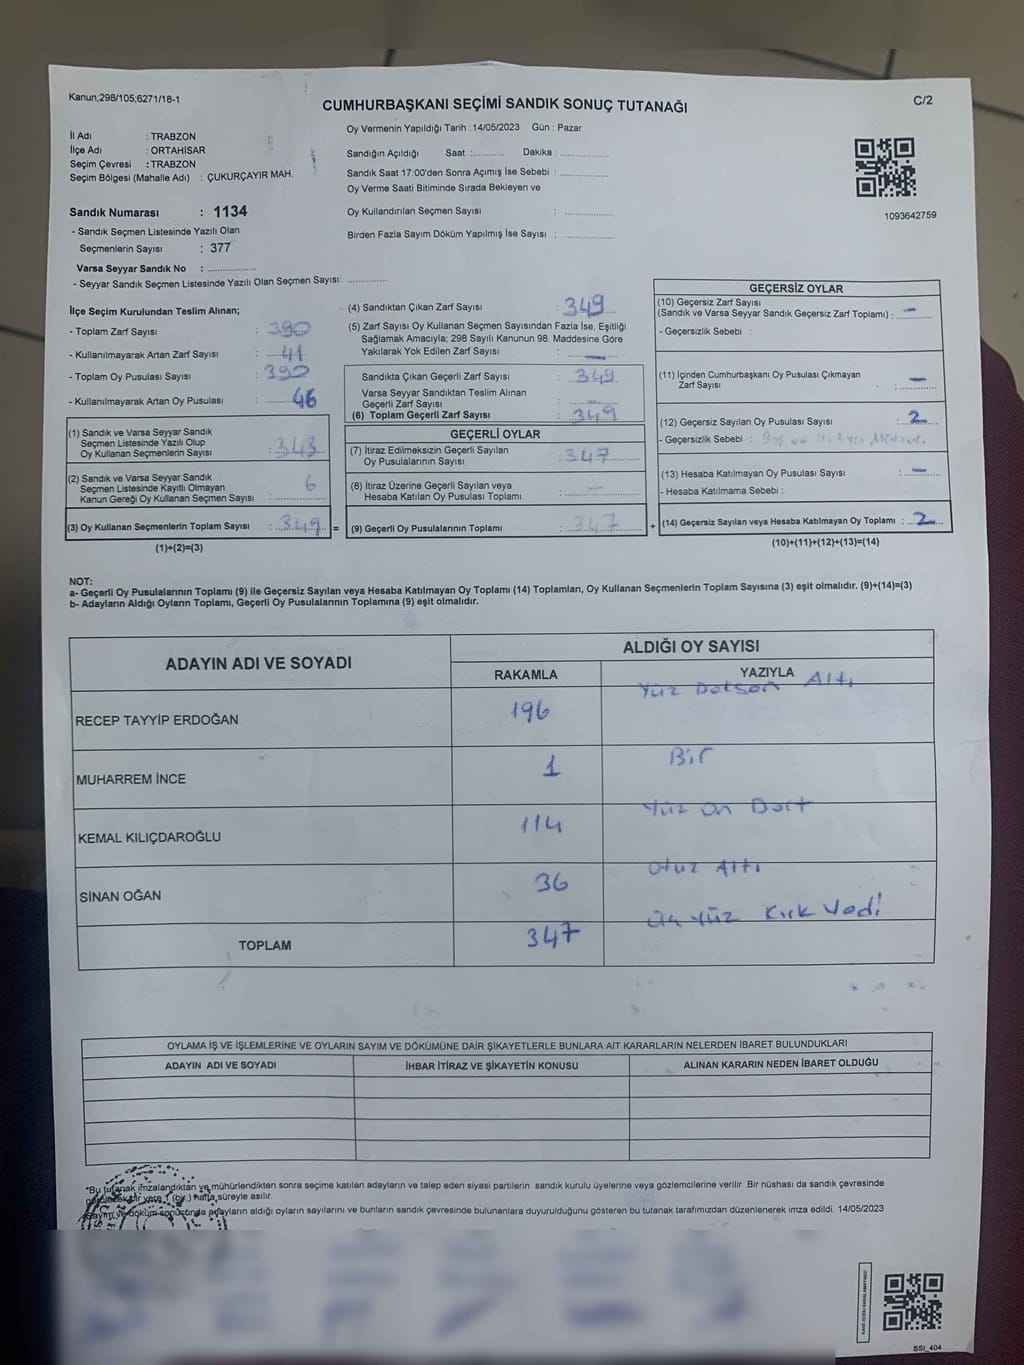 Kanun,298/105;6271/18-1
C/2
CUMHURBAŞKANI SEÇİMİ SANDIK SONUÇ TUTANAĞI
Oy Vermenin Yapıldığı Tarih :14/05/2023 Gün : Pazar
İl Adı : TRABZON
İlçe Adı : ORTAHİSAR
Seçim Çevresi : TRABZON
Seçim Bölgesi (Mahalle Adı) : ÇUKURÇAYIR MAH.
Sandığın Açıldığı Saat :........... Dakika : ................
Sandık Saat 17:00'den Sonra Açımış İse Sebebi : ................
Oy Verme Saati Bitiminde Sırada Bekleyen ve
Oy Kullandırılan Seçmen Sayısı : ................
Birden Fazla Sayım Döküm Yapılmış İse Sayısı : ................
1093642759
Sandık Numarası : 1134
- Sandık Seçmen Listesinde Yazılı Olan
Seçmenlerin Sayısı : 377
Varsa Seyyar Sandık No : ................
- Seyyar Sandık Seçmen Listesinde Yazılı Olan Seçmen Sayısı: .............
İlçe Seçim Kurulundan Teslim Alınan;
- Toplam Zarf Sayısı : 390
- Kullanılmayarak Artan Zarf Sayısı : 41
- Toplam Oy Pusulası Sayısı : 390
- Kullanılmayarak Artan Oy Pusulası : 46
(1) Sandık ve Varsa Seyyar Sandık
Seçmen Listesinde Yazılı Olup
Oy Kullanan Seçmenlerin Sayısı : 343
(2) Sandık ve Varsa Seyyar Sandık
Seçmen Listesinde Kayıtlı Olmayan
Kanun Gereği Oy Kullanan Seçmen Sayısı : 6
(3) Oy Kullanan Seçmenlerin Toplam Sayısı : 349 =
(1)+(2)=(3)
(4) Sandıktan Çıkan Zarf Sayısı : 349
(5) Zarf Sayısı Oy Kullanan Seçmen Sayısından Fazla İse, Eşitliği
Sağlamak Amacıyla; 298 Sayılı Kanunun 98. Maddesine Göre
Yakılarak Yok Edilen Zarf Sayısı : —
Sandıkta Çıkan Geçerli Zarf Sayısı : 349
Varsa Seyyar Sandıktan Teslim Alınan
Geçerli Zarf Sayısı : —
(6) Toplam Geçerli Zarf Sayısı : 349
GEÇERLİ OYLAR
(7) İtiraz Edilmeksizin Geçerli Sayılan
Oy Pusulalarının Sayısı : 347
(8) İtiraz Üzerine Geçerli Sayılan veya
Hesaba Katılan Oy Pusulası Toplamı : —
(9) Geçerli Oy Pusulalarının Toplamı : 347 +
GEÇERSİZ OYLAR
(10) Geçersiz Zarf Sayısı
(Sandık ve Varsa Seyyar Sandık Geçersiz Zarf Toplamı) : —
- Geçersizlik Sebebi :
(11) İçinden Cumhurbaşkanı Oy Pusulası Çıkmayan
Zarf Sayısı : —
(12) Geçersiz Sayılan Oy Pusulası Sayısı : 2
- Geçersizlik Sebebi :
(13) Hesaba Katılmayan Oy Pusulası Sayısı : —
- Hesaba Katılmama Sebebi :
(14) Geçersiz Sayılan veya Hesaba Katılmayan Oy Toplamı : 2
(10)+(11)+(12)+(13)=(14)
NOT:
a- Geçerli Oy Pusulalarının Toplamı (9) ile Geçersiz Sayılan veya Hesaba Katılmayan Oy Toplamı (14) Toplamları, Oy Kullanan Seçmenlerin Toplam Sayısına (3) eşit olmalıdır. (9)+(14)=(3)
b- Adayların Aldığı Oyların Toplamı, Geçerli Oy Pusulalarının Toplamına (9) eşit olmalıdır.
ADAYIN ADI VE SOYADI
ALDIĞI OY SAYISI
RAKAMLA YAZIYLA
RECEP TAYYİP ERDOĞAN 196 Yüz Doksan Altı
MUHARREM İNCE 1 Bir
KEMAL KILIÇDAROĞLU 114 Yüz On Dört
SİNAN OĞAN 36 Otuz Altı
TOPLAM 347 Üç Yüz Kırk Yedi
OYLAMA İŞ VE İŞLEMLERİNE VE OYLARIN SAYIM VE DÖKÜMÜNE DAİR ŞİKAYETLERLE BUNLARA AİT KARARLARIN NELERDEN İBARET BULUNDUKLARI
ADAYIN ADI VE SOYADI İHBAR İTİRAZ VE ŞİKAYETİN KONUSU ALINAN KARARIN NEDEN İBARET OLDUĞU
*Bu tutanak imzalandıktan ve mühürlendikten sonra seçime katılan adayların ve talep eden siyasi partilerin sandık kurulu üyelerine veya gözlemcilerine verilir .Bir nüshası da sandık çevresinde
yere 1 (bir ) hafta süreyle asılır.
Sayım ve döküm sonucunda adayların aldığı oyların sayılarını ve bunların sandık çevresinde bulunanlara duyurulduğunu gösteren bu tutanak tarafımızdan düzenlenerek imza edildi. 14/05/2023
SSI_404